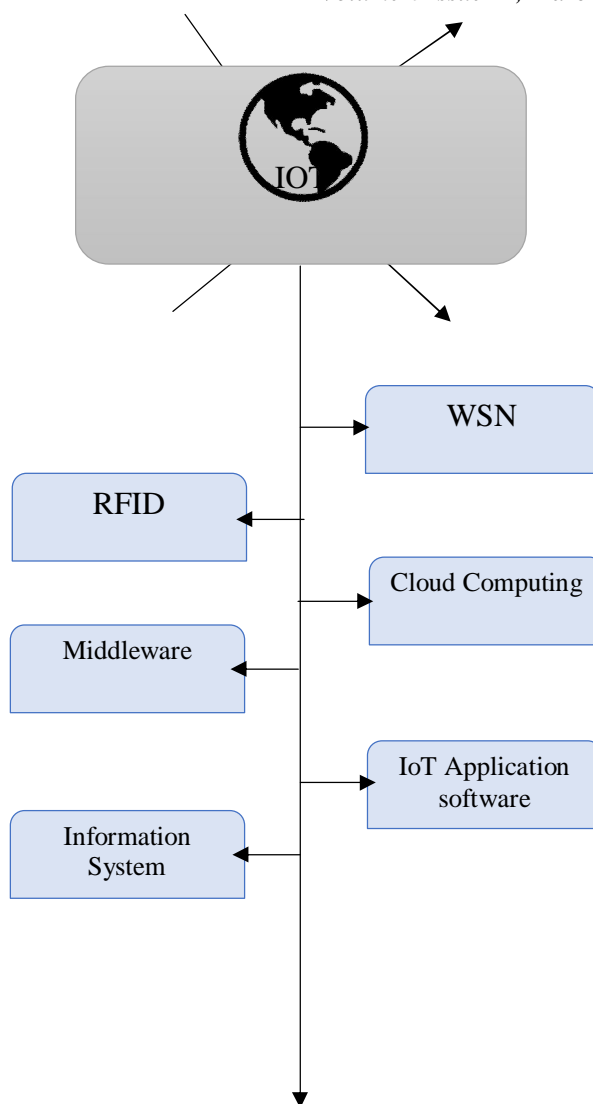 IOT
WSN
RFID
Cloud Computing
Middleware
IoT Application
software
Information
System